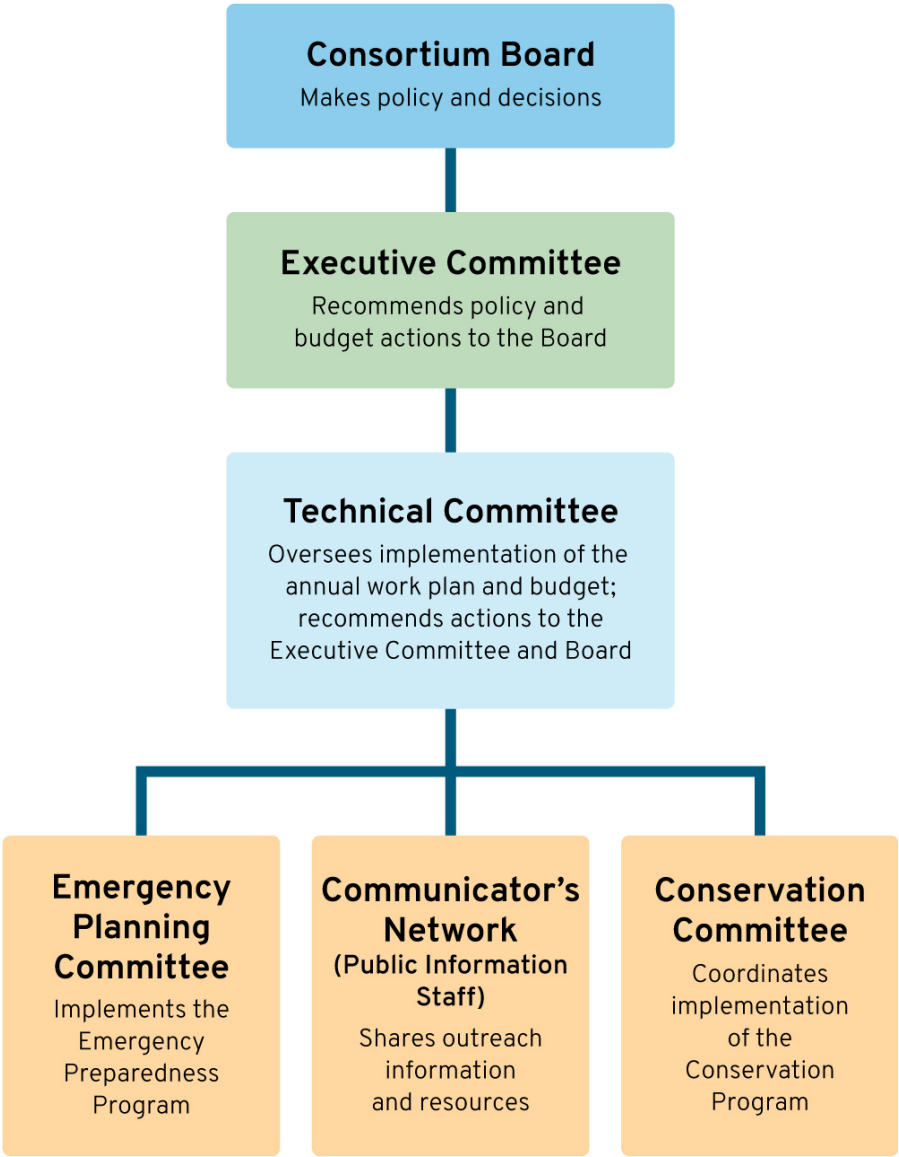 Consortium Board
Makes policy and decisions
Executive Committee
Recommends policy and
budget actions to the Board
Technical Committee
Oversees implementation of the
annual work plan and budget;
recommends actions to the
Executive Committee and Board
Emergency
Planning
Committee
Implements the
Emergency
Preparedness
Program
Communicator’s
Network
(Public Information
Staff)
Shares outreach
information
and resources
Conservation
Committee
Coordinates
implementation
of the
Conservation
Program